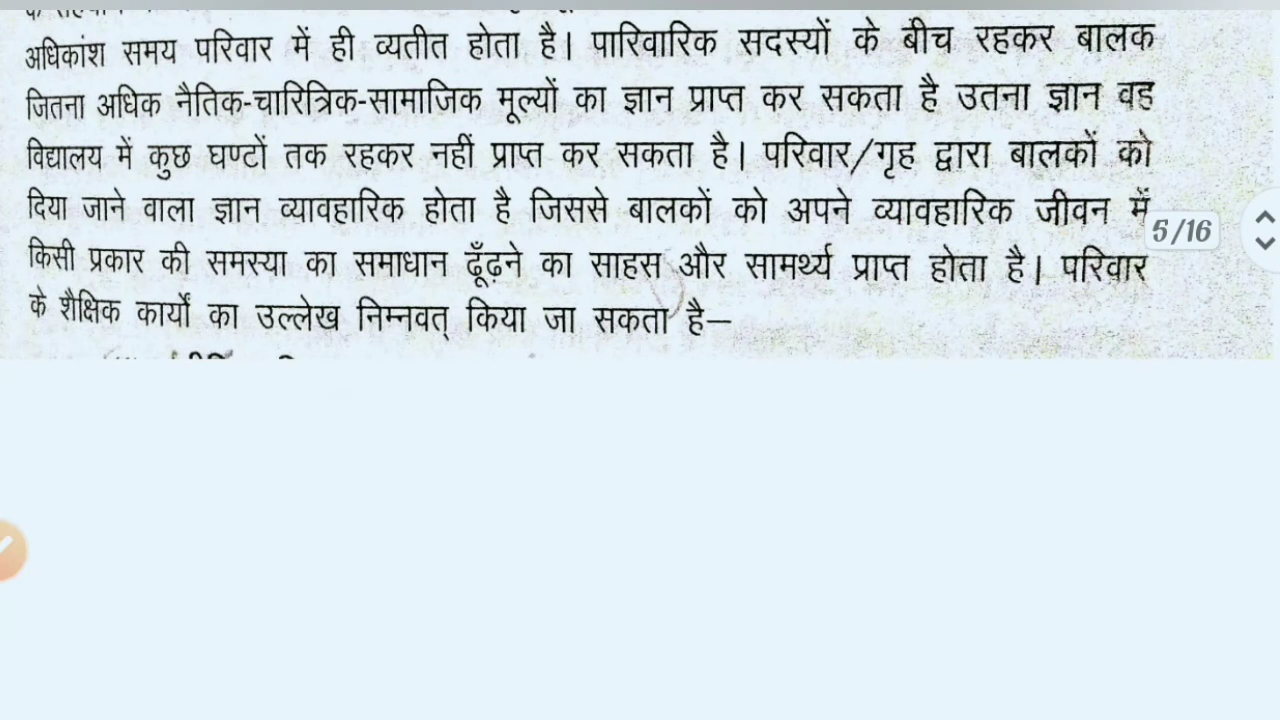 अधिकांश समय परिवार में ही व्यतीत होता है। पारिवारिक सदस्यों के बीच रहकर बालक
जितना अधिक नैतिक-चारित्रिक-सामाजिक मूल्यों का ज्ञान प्राप्त कर सकता है उतना ज्ञान वह
विद्यालय में कुछ घण्टों तक रहकर नहीं प्राप्त कर सकता है। परिवार/गृह द्वारा बालकों को
दिया जाने वाला ज्ञान व्यावहारिक होता है जिससे बालकों को अपने व्यावहारिक जीवन में
5/16
किसी प्रकार की समस्या का समाधान ढूँढ़ने का साहस और सामर्थ्य प्राप्त होता है। परिवार
के शैक्षिक कार्यों का उल्लेख निम्नवत् किया जा सकता है–